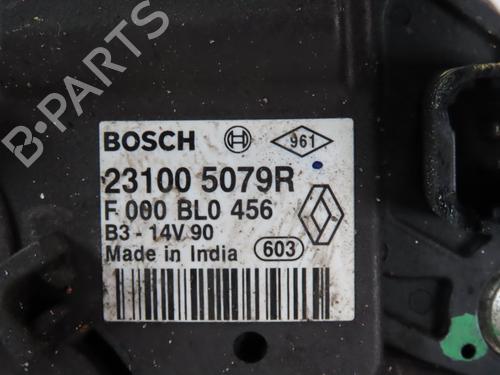 B-PARTS
BOSCH
961
23100 5079R
F 000 BL0 456
B3 - 14V 90
Made in India
603